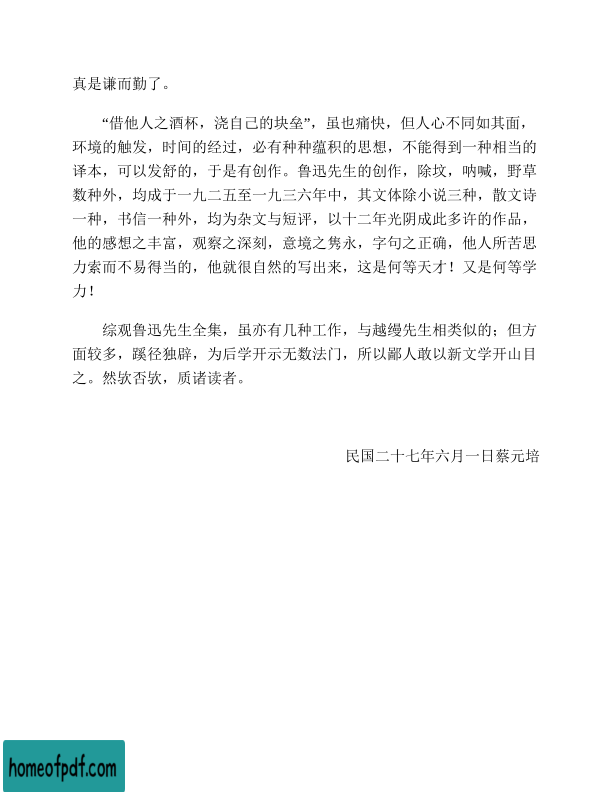 真是谦而勤了。
“借他人之酒杯，浇自己的块垒”，虽也痛快，但人心不同如其面，
环境的触发，时间的经过，必有种种蕴积的思想，不能得到一种相当的
译本，可以发舒的，于是有创作。鲁迅先生的创作，除坟，呐喊，野草
数种外，均成于一九二五至一九三六年中，其文体除小说三种，散文诗
一种，书信一种外，均为杂文与短评，以十二年光阴成此多许的作品，
他的感想之丰富，观察之深刻，意境之隽永，字句之正确，他人所苦思
力索而不易得当的，他就很自然的写出来，这是何等天才！又是何等学
力！
综观鲁迅先生全集，虽亦有几种工作，与越缦先生相类似的；但方
面较多，蹊径独辟，为后学开示无数法门，所以鄙人敢以新文学开山目
之。然欤否欤，质诸读者。
民国二十七年六月一日蔡元培
homeofpdf.com